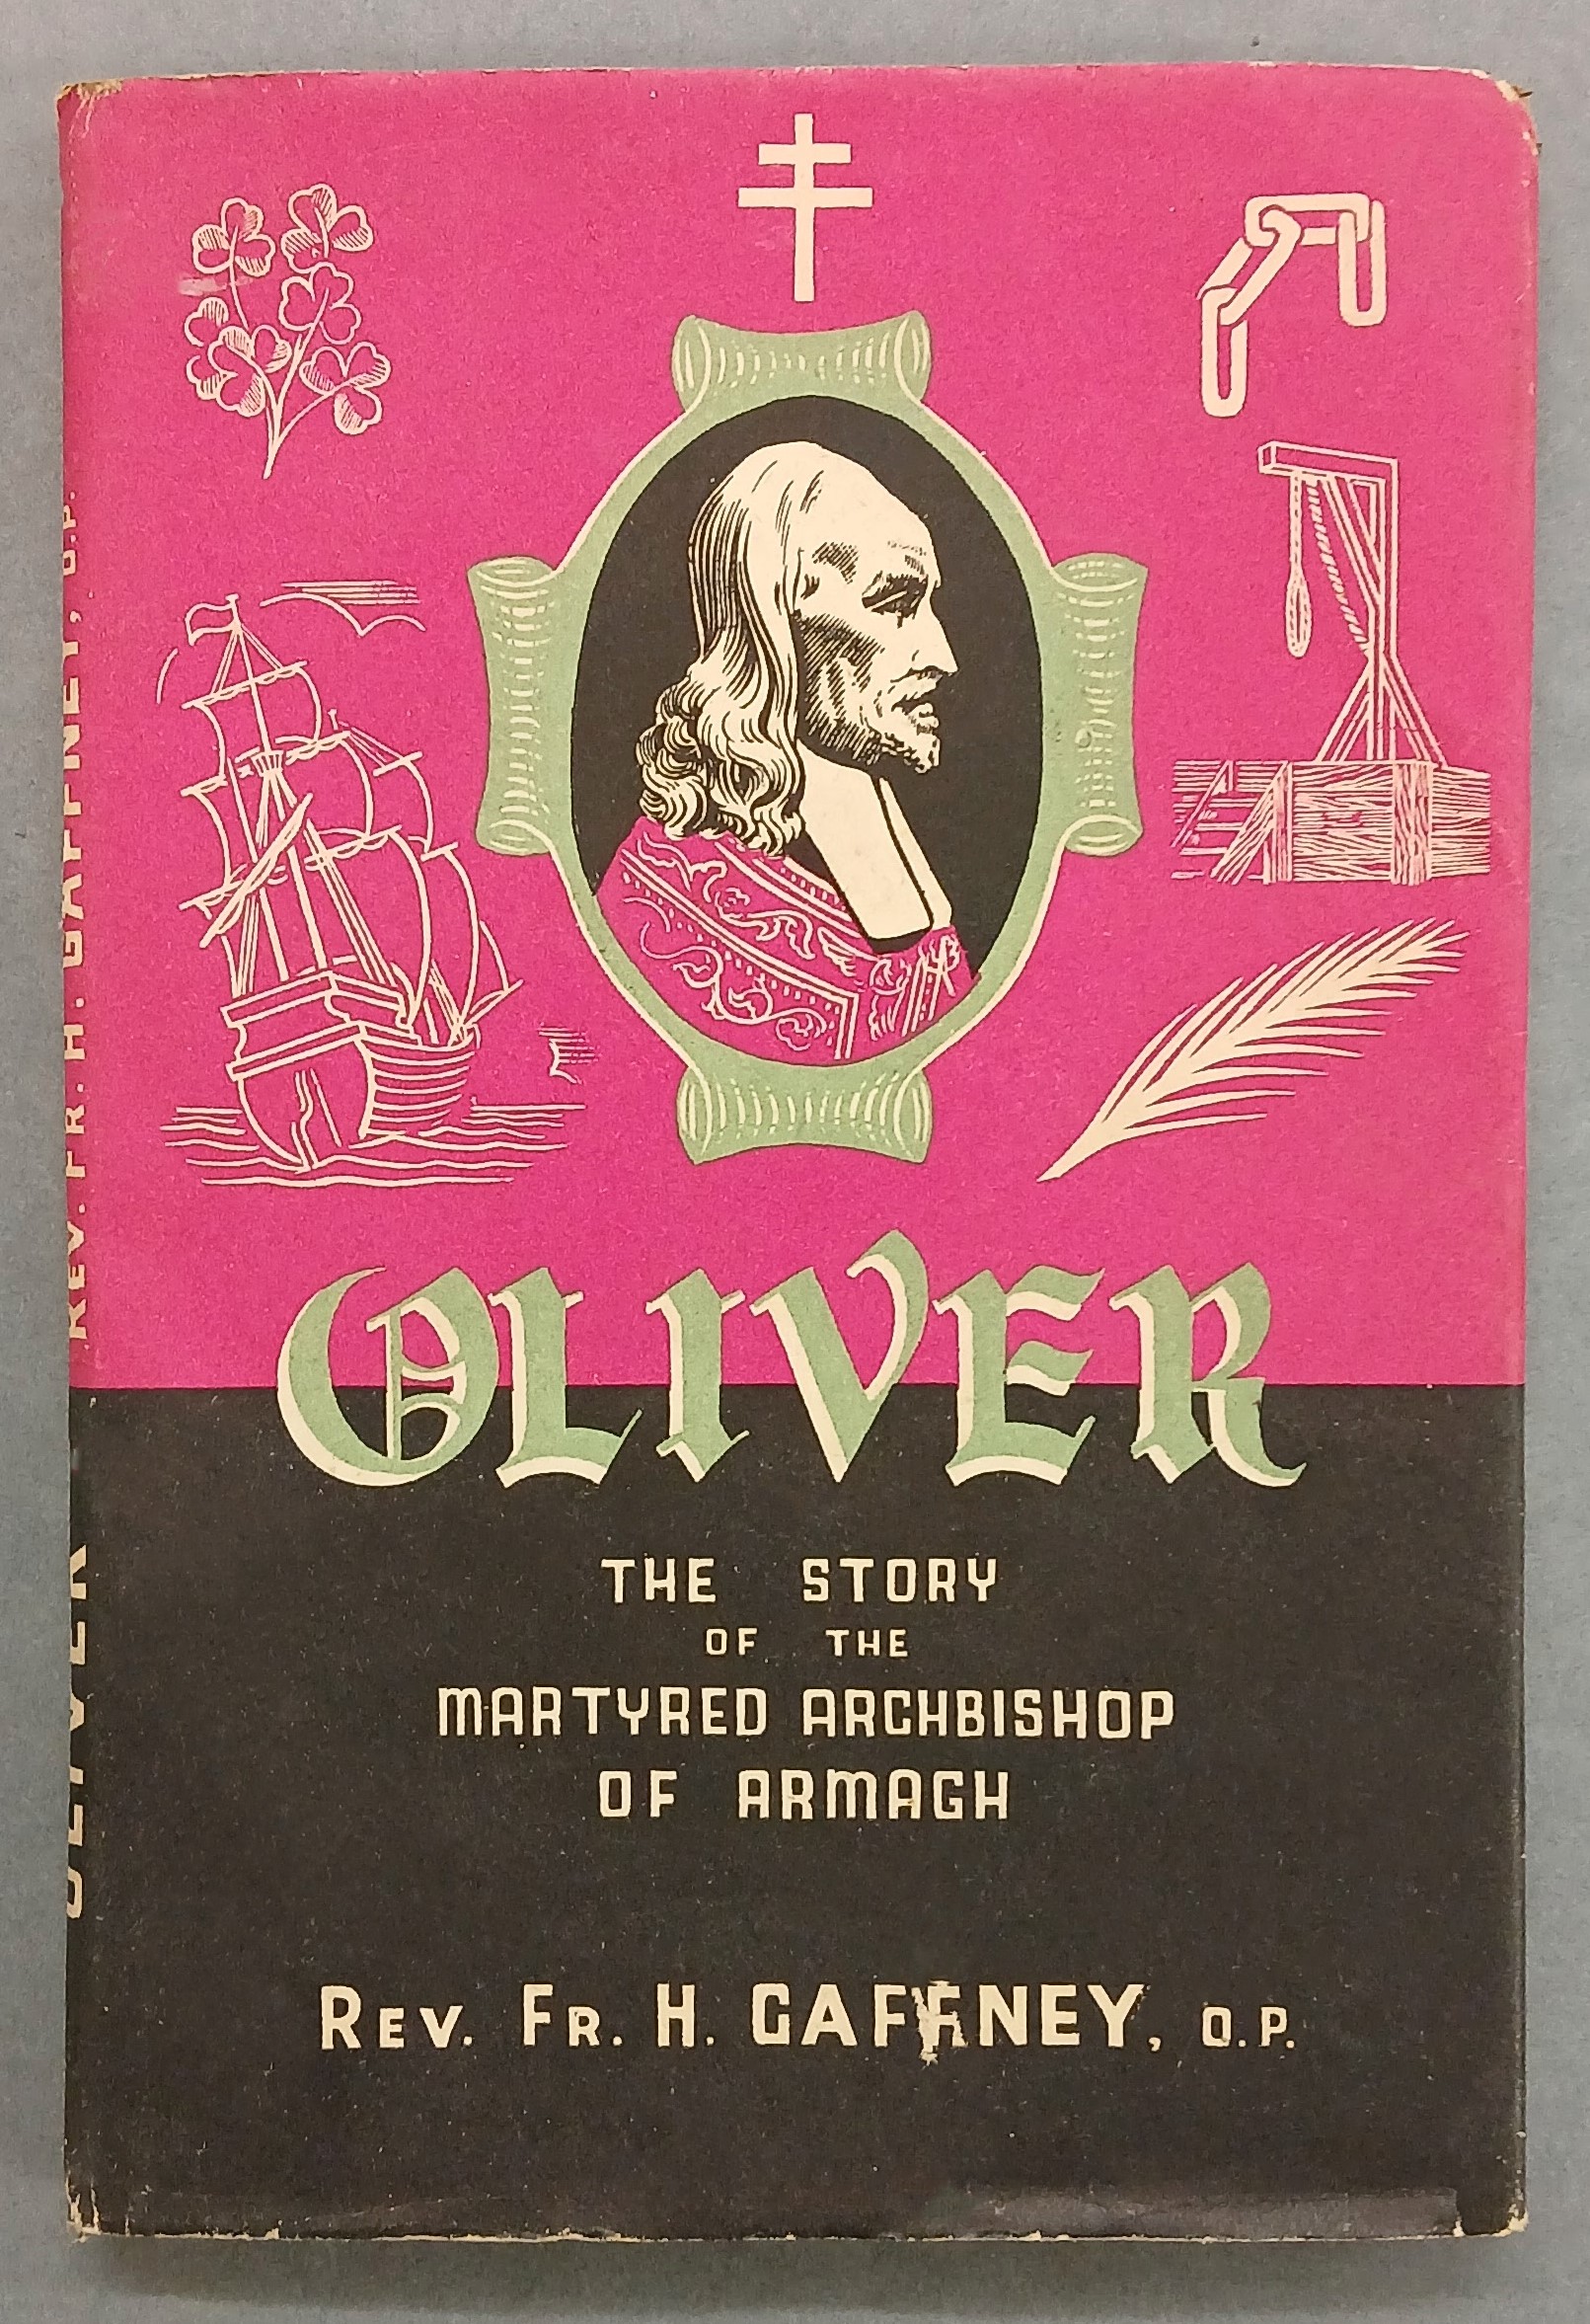 OLIVER
THE STORY
OF THE
MARTYRED ARCHBISHOP
OF ARMAGH
REV. FR. H. GAFFNEY, O.P.
REV. FR. H. GAFFNEY, O.P.
OLIVER